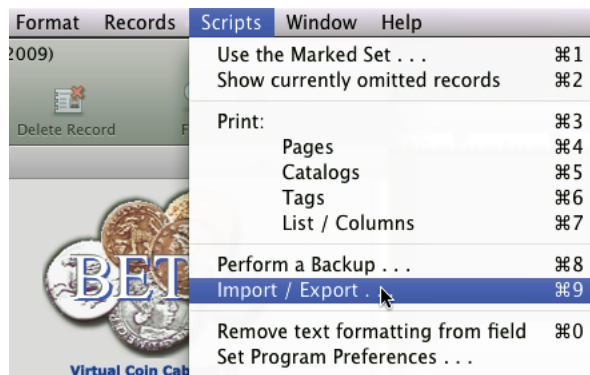 Format Records Scripts Window Help
2009)
Use the Marked Set . . . ⌘1
Show currently omitted records ⌘2
Delete Record F
Print: ⌘3
Pages ⌘4
Catalogs ⌘5
Tags ⌘6
List / Columns ⌘7
Perform a Backup . . . ⌘8
BET
Import / Export . . ⌘9
Remove text formatting from field ⌘0
Set Program Preferences . . .
Virtual Coin Cab